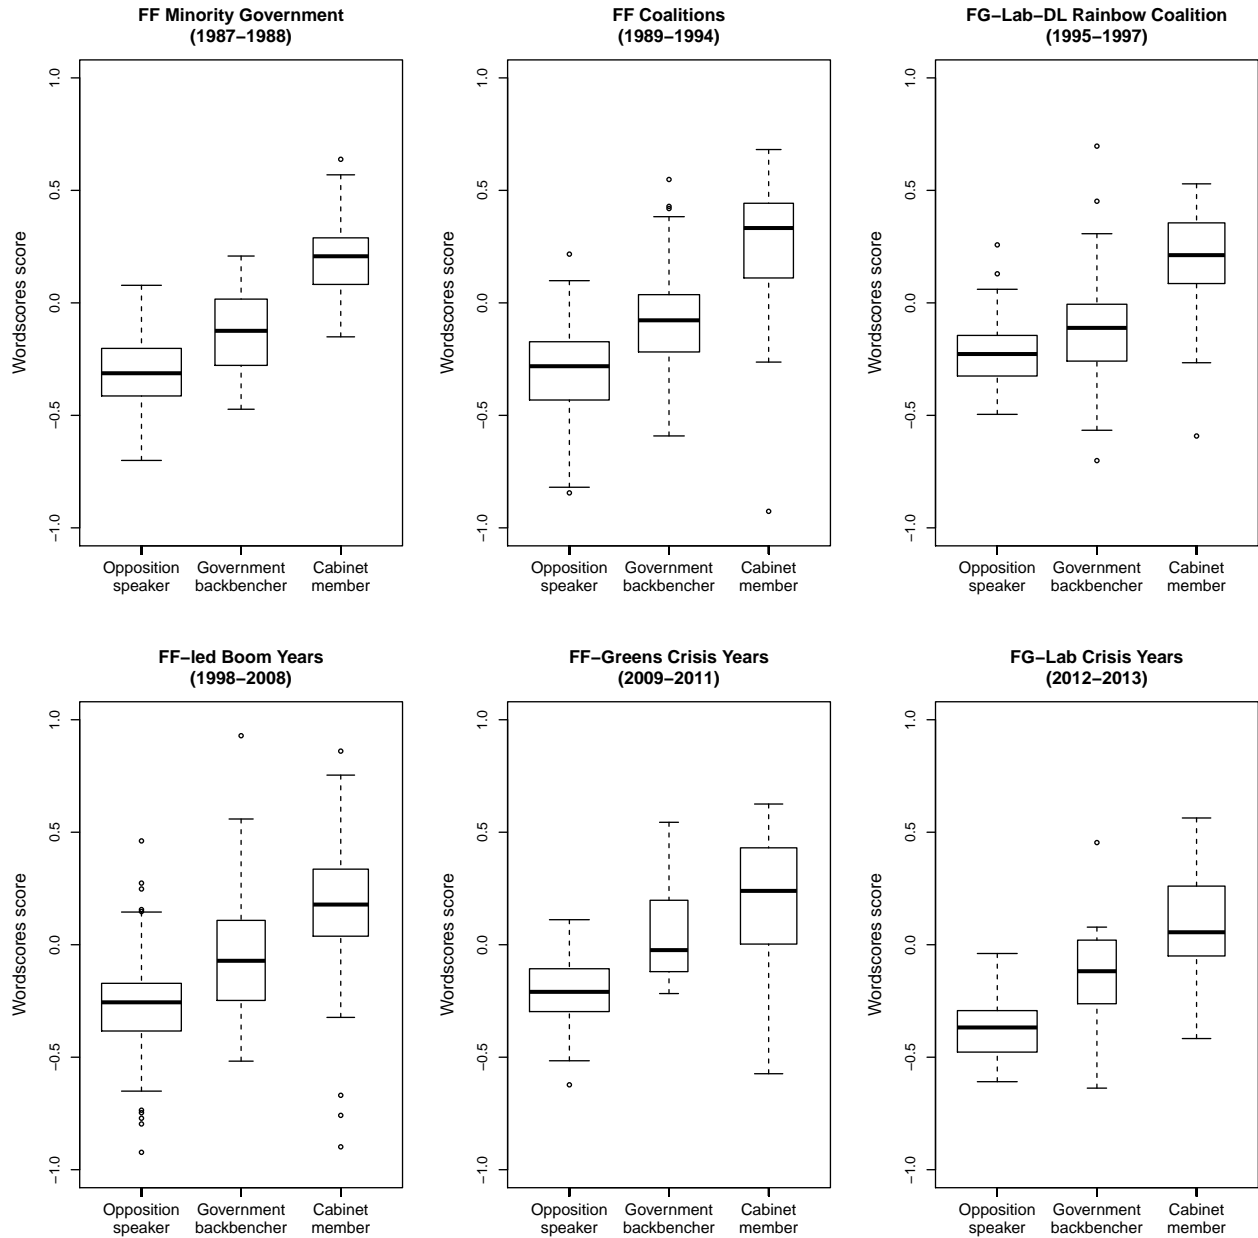 FF Minority Government
(1987−1988)
Wordscores score
1.0
0.5
0.0
−0.5
−1.0
Opposition
speaker
Government
backbencher
Cabinet
member
FF Coalitions
(1989−1994)
Wordscores score
1.0
0.5
0.0
−0.5
−1.0
Opposition
speaker
Government
backbencher
Cabinet
member
FG−Lab−DL Rainbow Coalition
(1995−1997)
Wordscores score
1.0
0.5
0.0
−0.5
−1.0
Opposition
speaker
Government
backbencher
Cabinet
member
FF−led Boom Years
(1998−2008)
Wordscores score
1.0
0.5
0.0
−0.5
−1.0
Opposition
speaker
Government
backbencher
Cabinet
member
FF−Greens Crisis Years
(2009−2011)
Wordscores score
1.0
0.5
0.0
−0.5
−1.0
Opposition
speaker
Government
backbencher
Cabinet
member
FG−Lab Crisis Years
(2012−2013)
Wordscores score
1.0
0.5
0.0
−0.5
−1.0
Opposition
speaker
Government
backbencher
Cabinet
member